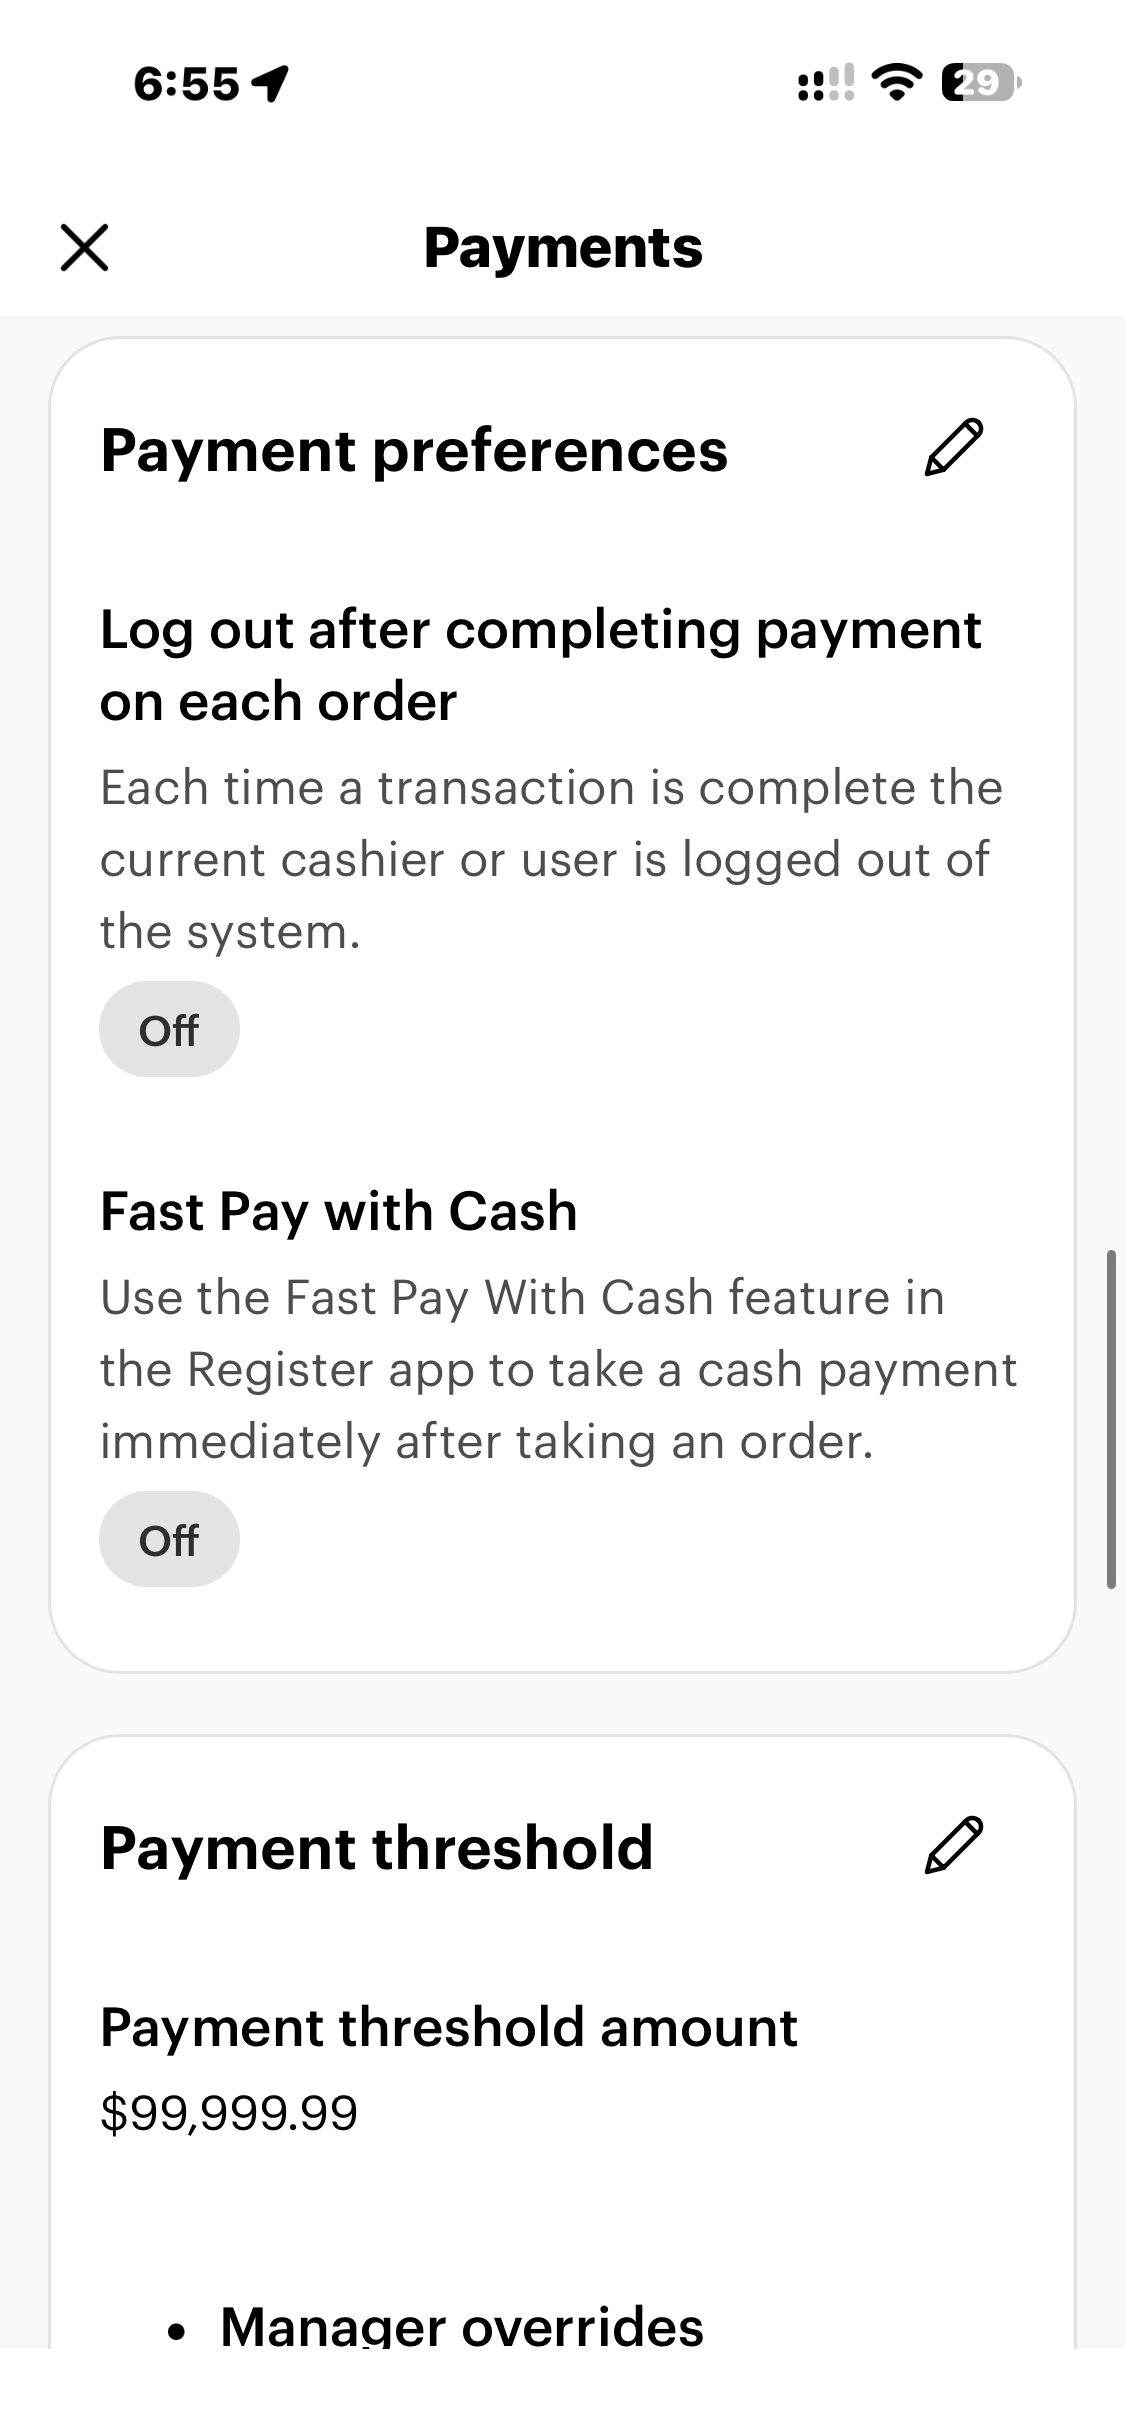 6:55
29
Payments
Payment preferences
Log out after completing payment
on each order
Each time a transaction is complete the
current cashier or user is logged out of
the system.
Off
Fast Pay with Cash
Use the Fast Pay With Cash feature in
the Register app to take a cash payment
immediately after taking an order.
Off
Payment threshold
Payment threshold amount
$99,999.99
• Manager overrides